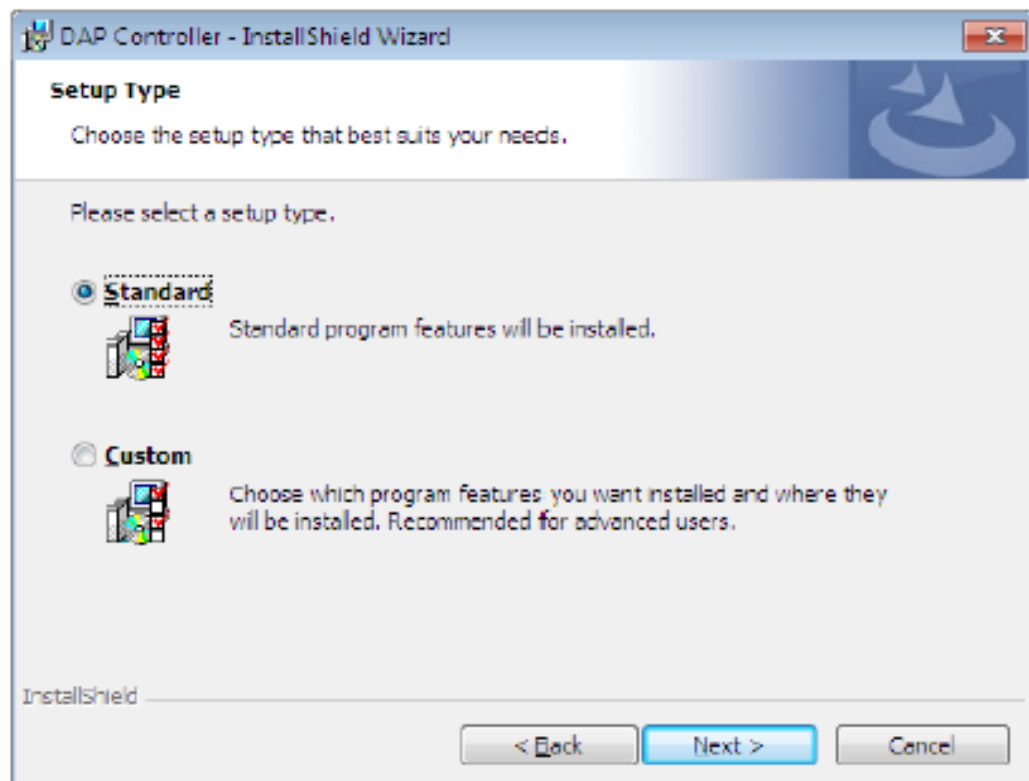 DAP Controller - InstallShield Wizard
Setup Type
Choose the setup type that best suits your needs.
Please select a setup type.
Standard
Standard program features will be installed.
Custom
Choose which program features you want installed and where they
will be installed. Recommended for advanced users.
InstallShield
< Back
Next >
Cancel